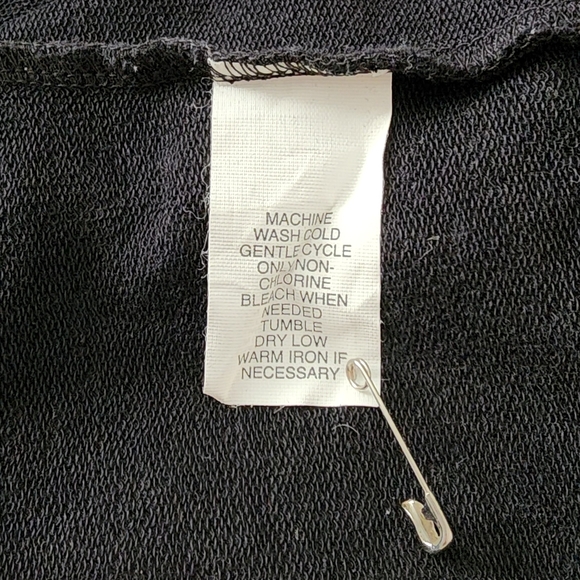 MACHINE
WASH COLD
GENTLE CYCLE
ONLY NON-
CHLORINE
BLEACH WHEN
NEEDED
TUMBLE
DRY LOW
WARM IRON IF
NECESSARY